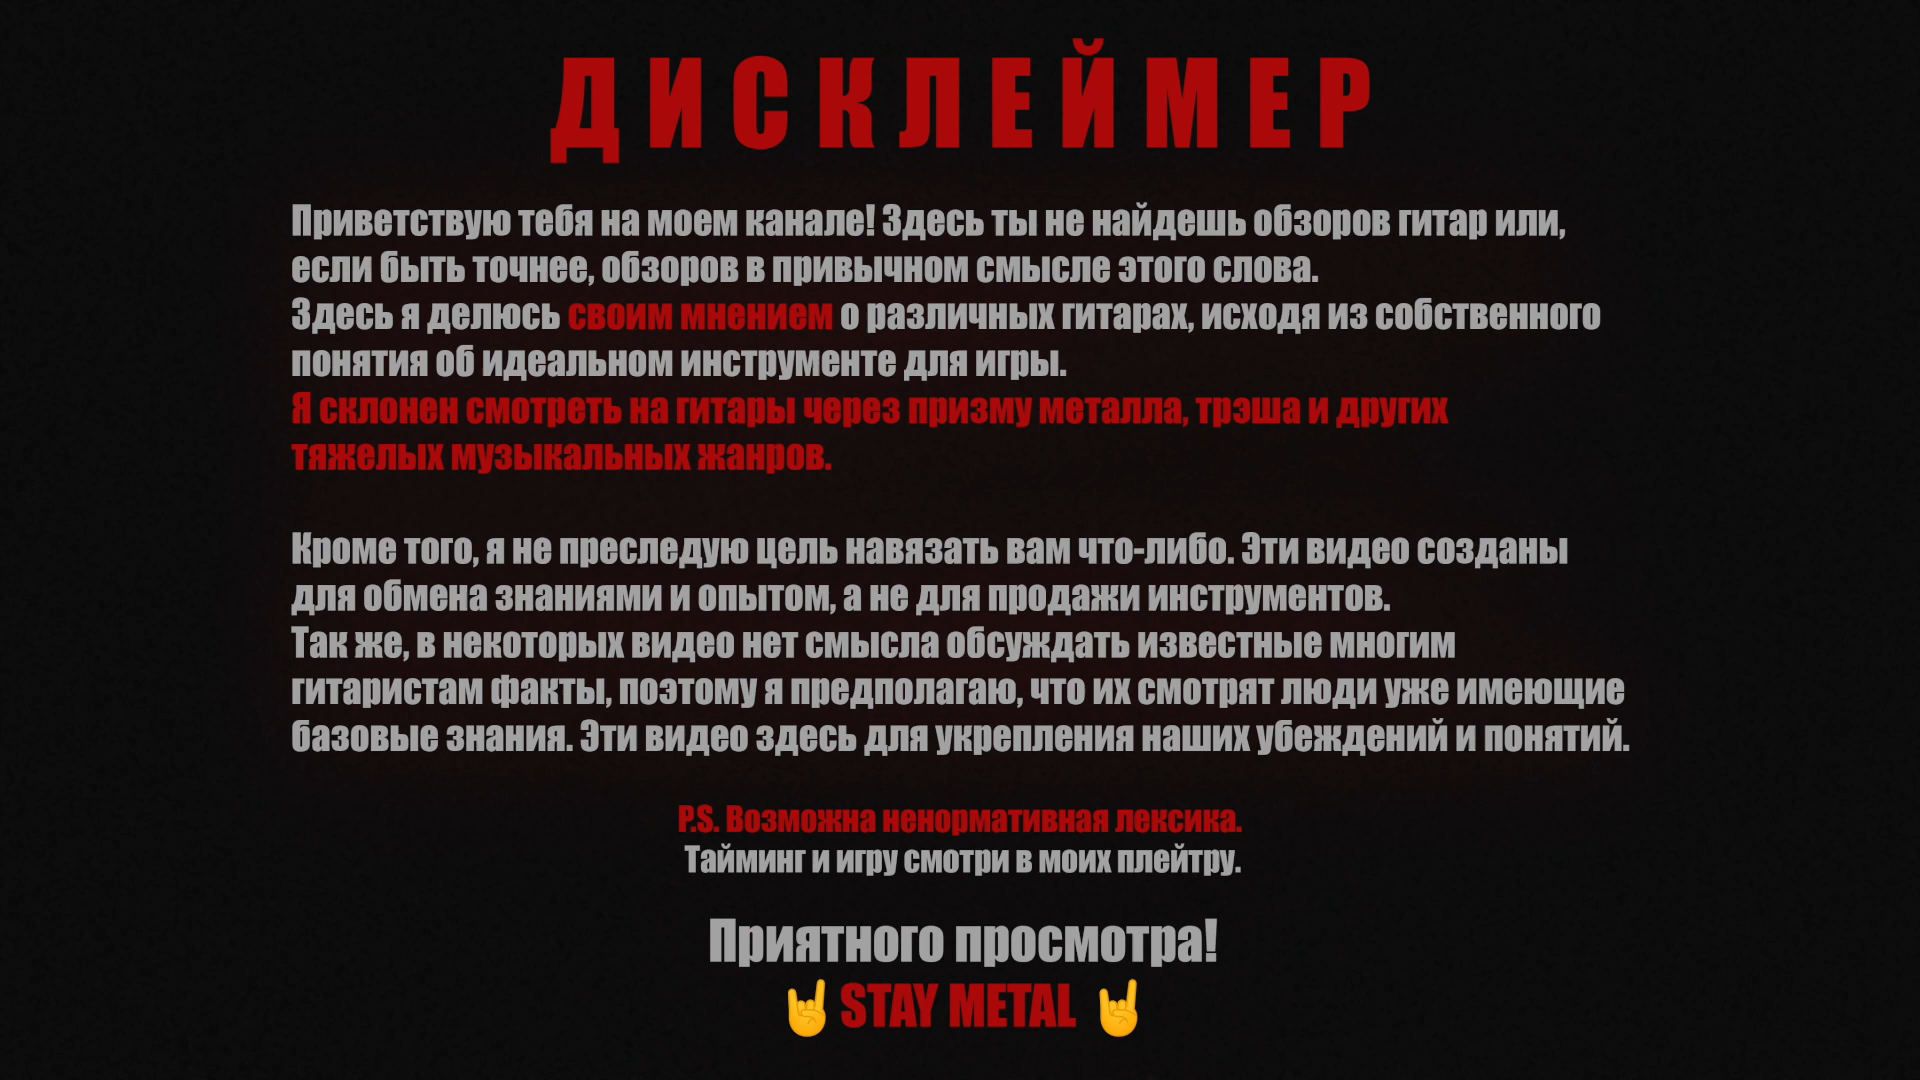 ДИСКЛЕЙМЕР
Приветствую тебя на моем канале! Здесь ты не найдешь обзоров гитар или,
если быть точнее, обзоров в привычном смысле этого слова.
Здесь я делюсь своим мнением о различных гитарах, исходя из собственного
понятия об идеальном инструменте для игры.
Я склонен смотреть на гитары через призму металла, трэша и других
тяжелых музыкальных жанров.
Кроме того, я не преследую цель навязать вам что-либо. Эти видео созданы
для обмена знаниями и опытом, а не для продажи инструментов.
Так же, в некоторых видео нет смысла обсуждать известные многим
гитаристам факты, поэтому я предполагаю, что их смотрят люди уже имеющие
базовые знания. Эти видео здесь для укрепления наших убеждений и понятий.
P.S. Возможна ненормативная лексика.
Тайминг и игру смотри в моих плейтру.
Приятного просмотра!
🤘STAY METAL 🤘